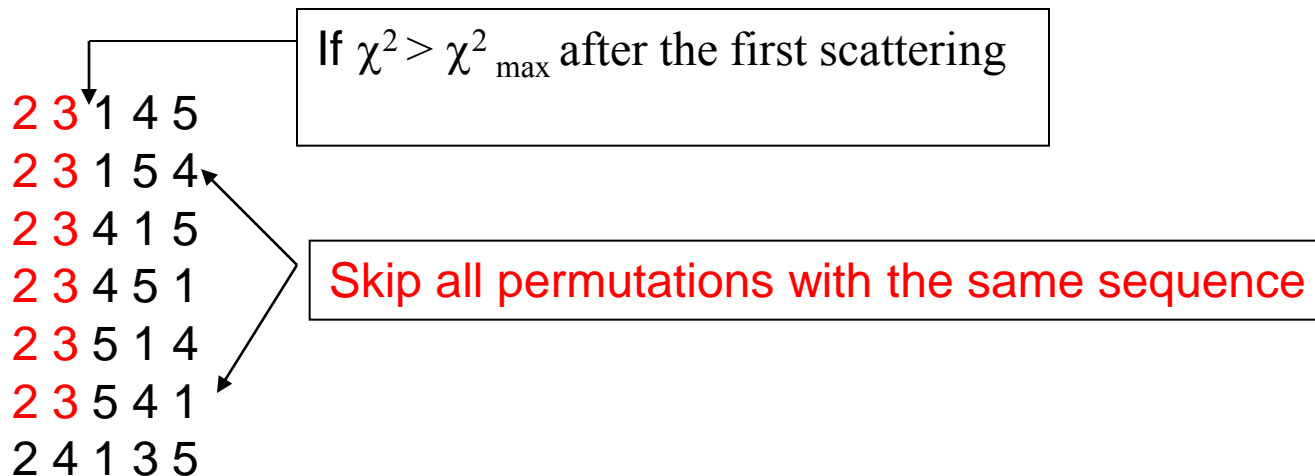 If χ² > χ² max after the first scattering
2 3 1 4 5
2 3 1 5 4
2 3 4 1 5
2 3 4 5 1
2 3 5 1 4
2 3 5 4 1
2 4 1 3 5
Skip all permutations with the same sequence